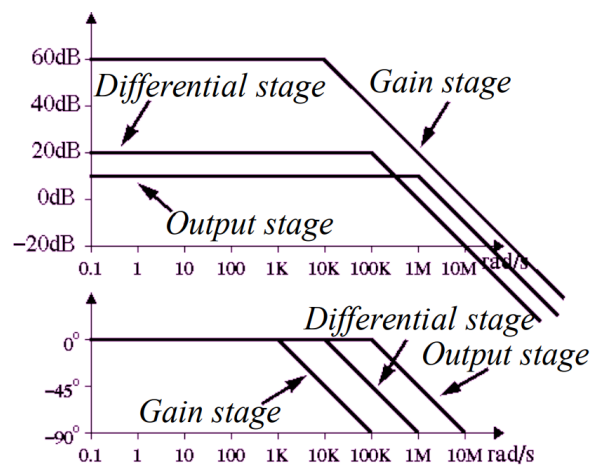 60dB
Differential stage
Gain stage
40dB
20dB
0dB
Output stage
−20dB
0.1 1 10 100 1K 10K 100K 1M 10M rad/s
Differential stage
0° Output stage
−45°
Gain stage
−90°
0.1 1 10 100 1K 10K 100K 1M 10M rad/s